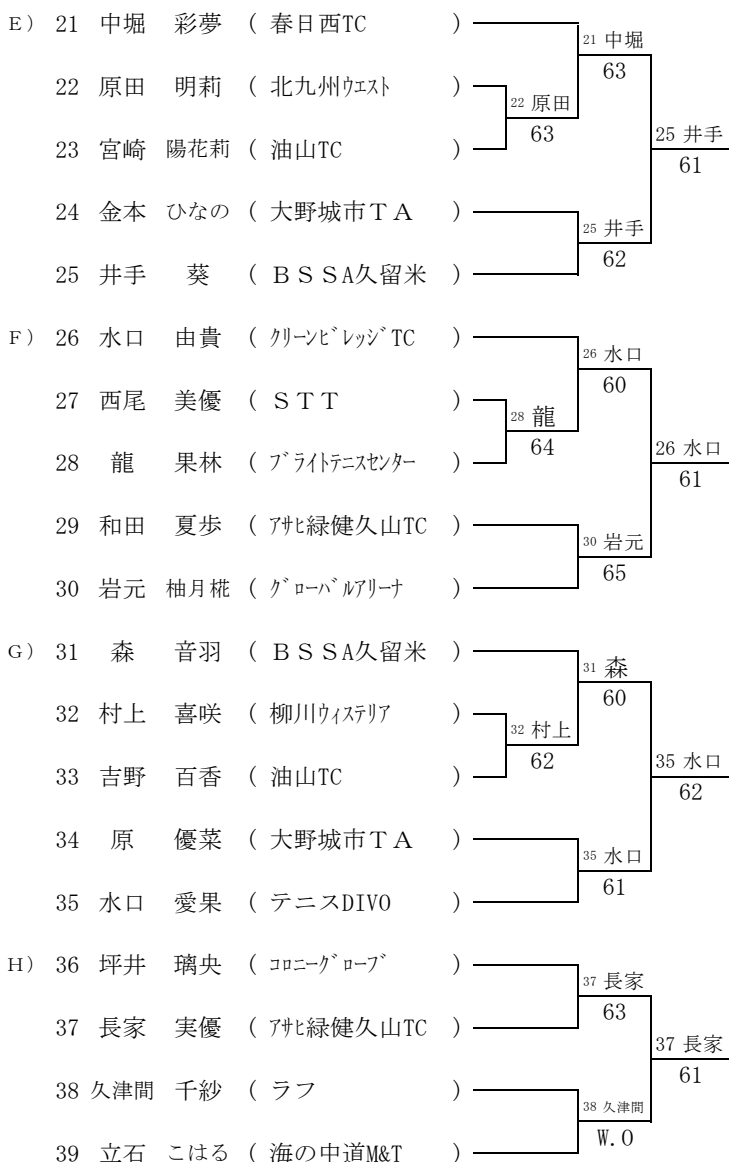 E) 21 中堀 彩夢 ( 春日西TC )
21 中堀
63
22 原田 明莉 ( 北九州ｳｴｽﾄ )
22 原田
63
23 宮崎 陽花莉 ( 油山TC )
25 井手
61
24 金本 ひなの ( 大野城市ＴＡ )
25 井手
62
25 井手 葵 ( ＢＳＳA久留米 )
F) 26 水口 由貴 ( ｸﾘｰﾝﾋﾞﾚｯｼﾞTC )
26 水口
60
27 西尾 美優 ( ＳＴＴ )
28 龍
64
28 龍 果林 ( ﾌﾞﾗｲﾄﾃﾆｽｾﾝﾀｰ )
26 水口
61
29 和田 夏歩 ( ｱｻﾋ緑健久山TC )
30 岩元
65
30 岩元 柚月椛 ( ｸﾞﾛｰﾊﾞﾙｱﾘｰﾅ )
G) 31 森 音羽 ( ＢＳＳA久留米 )
31 森
60
32 村上 喜咲 ( 柳川ｳｨｽﾃﾘｱ )
32 村上
62
33 吉野 百香 ( 油山TC )
35 水口
62
34 原 優菜 ( 大野城市ＴＡ )
35 水口
61
35 水口 愛果 ( テニスDIVO )
H) 36 坪井 璃央 ( ｺﾛﾆｰｸﾞﾛｰﾌﾞ )
37 長家
63
37 長家 実優 ( ｱｻﾋ緑健久山TC )
37 長家
61
38 久津間 千紗 ( ラフ )
38 久津間
W.O
39 立石 こはる ( 海の中道M&T )